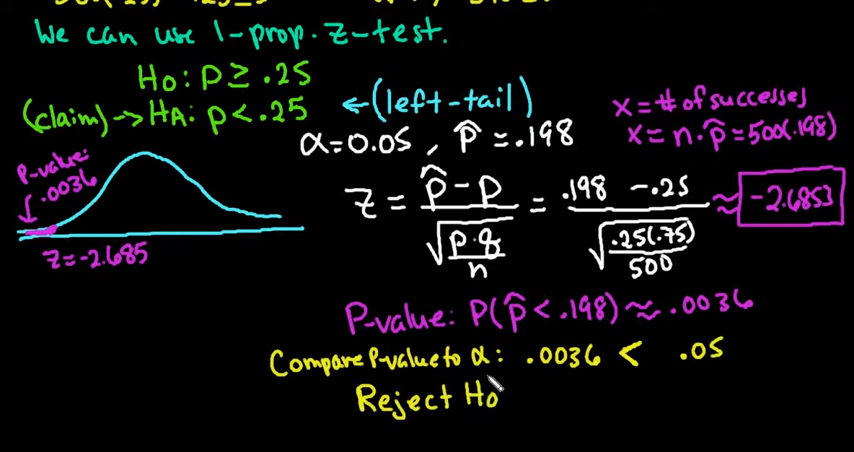 We can use 1-prop. Z-test.
Ho: P ≥ .25
(claim) → HA: P < .25 ← (left-tail)
α = 0.05, p̂ = .198
x = # of successes
x = n · p̂ = 500(.198)
P-value:
.0036
Z = -2.685
Z = (p̂ - p) / √(p·q / n) = (.198 - .25) / √(.25(.75) / 500) ≈ -2.6853
P-value: P(p̂ < .198) ≈ .0036
Compare P-value to α: .0036 < .05
Reject Ho